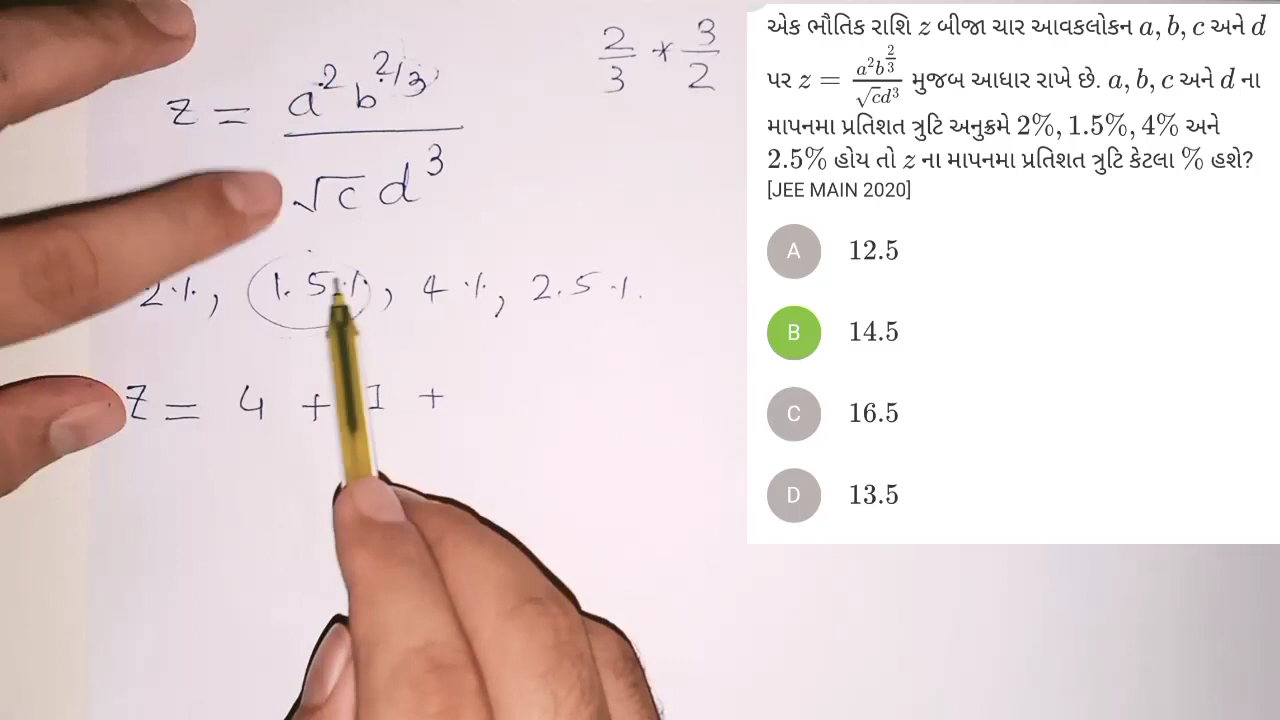 z = a² b^2/3
√c d³
2/3 * 3/2
2%, 1.5%, 4%, 2.5%.
Z = 4 + 1 +
એક ભૌતિક રાશિ z બીજા ચાર આવકલોકન a, b, c અને d
પર z = a²b^2/3 / √cd³ મુજબ આધાર રાખે છે. a, b, c અને d ના
માપનમા પ્રતિશત ત્રુટિ અનુક્રમે 2%, 1.5%, 4% અને
2.5% હોય તો z ના માપનમા પ્રતિશત ત્રુટિ કેટલા % હશે?
[JEE MAIN 2020]
A 12.5
B 14.5
C 16.5
D 13.5